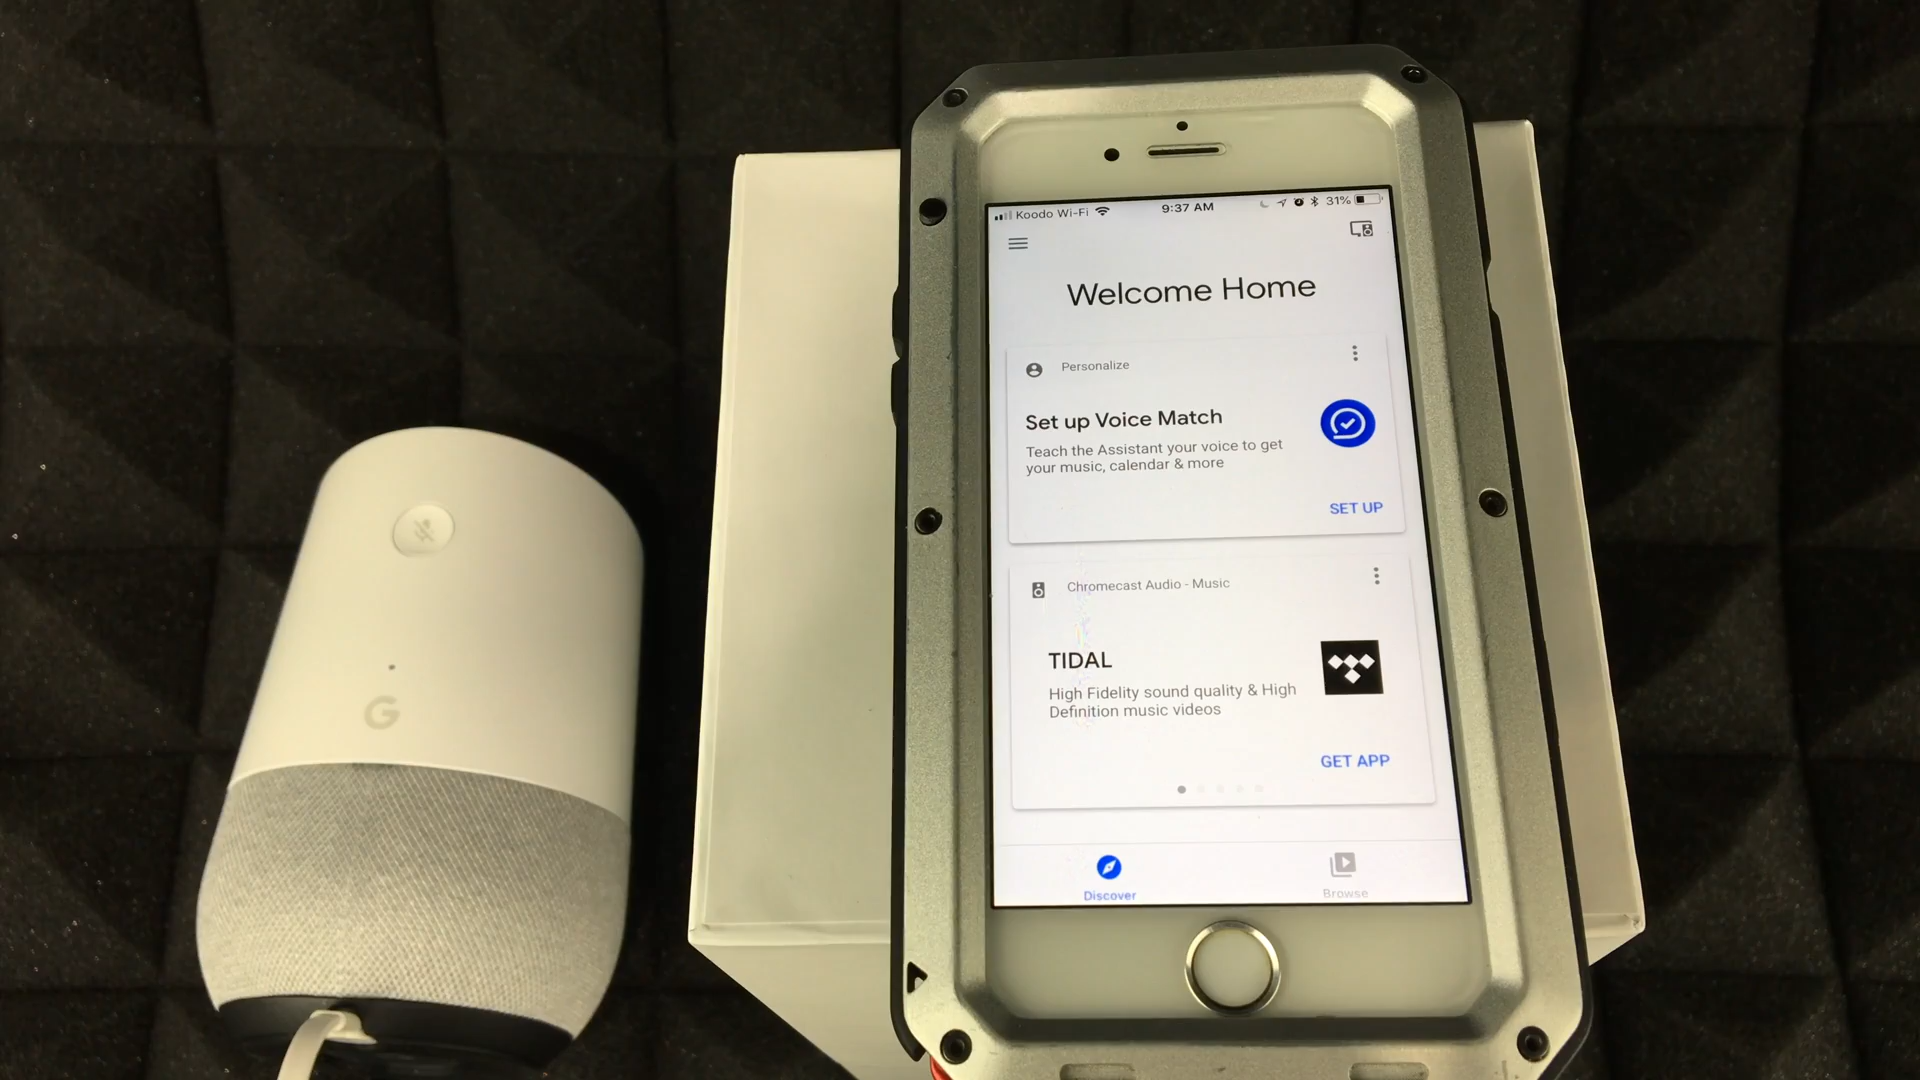 Koodo Wi-Fi 9:37 AM 31%
Welcome Home
Personalize
Set up Voice Match
Teach the Assistant your voice to get
your music, calendar & more
SET UP
Chromecast Audio - Music
TIDAL
High Fidelity sound quality & High
Definition music videos
GET APP
Discover Browse
G